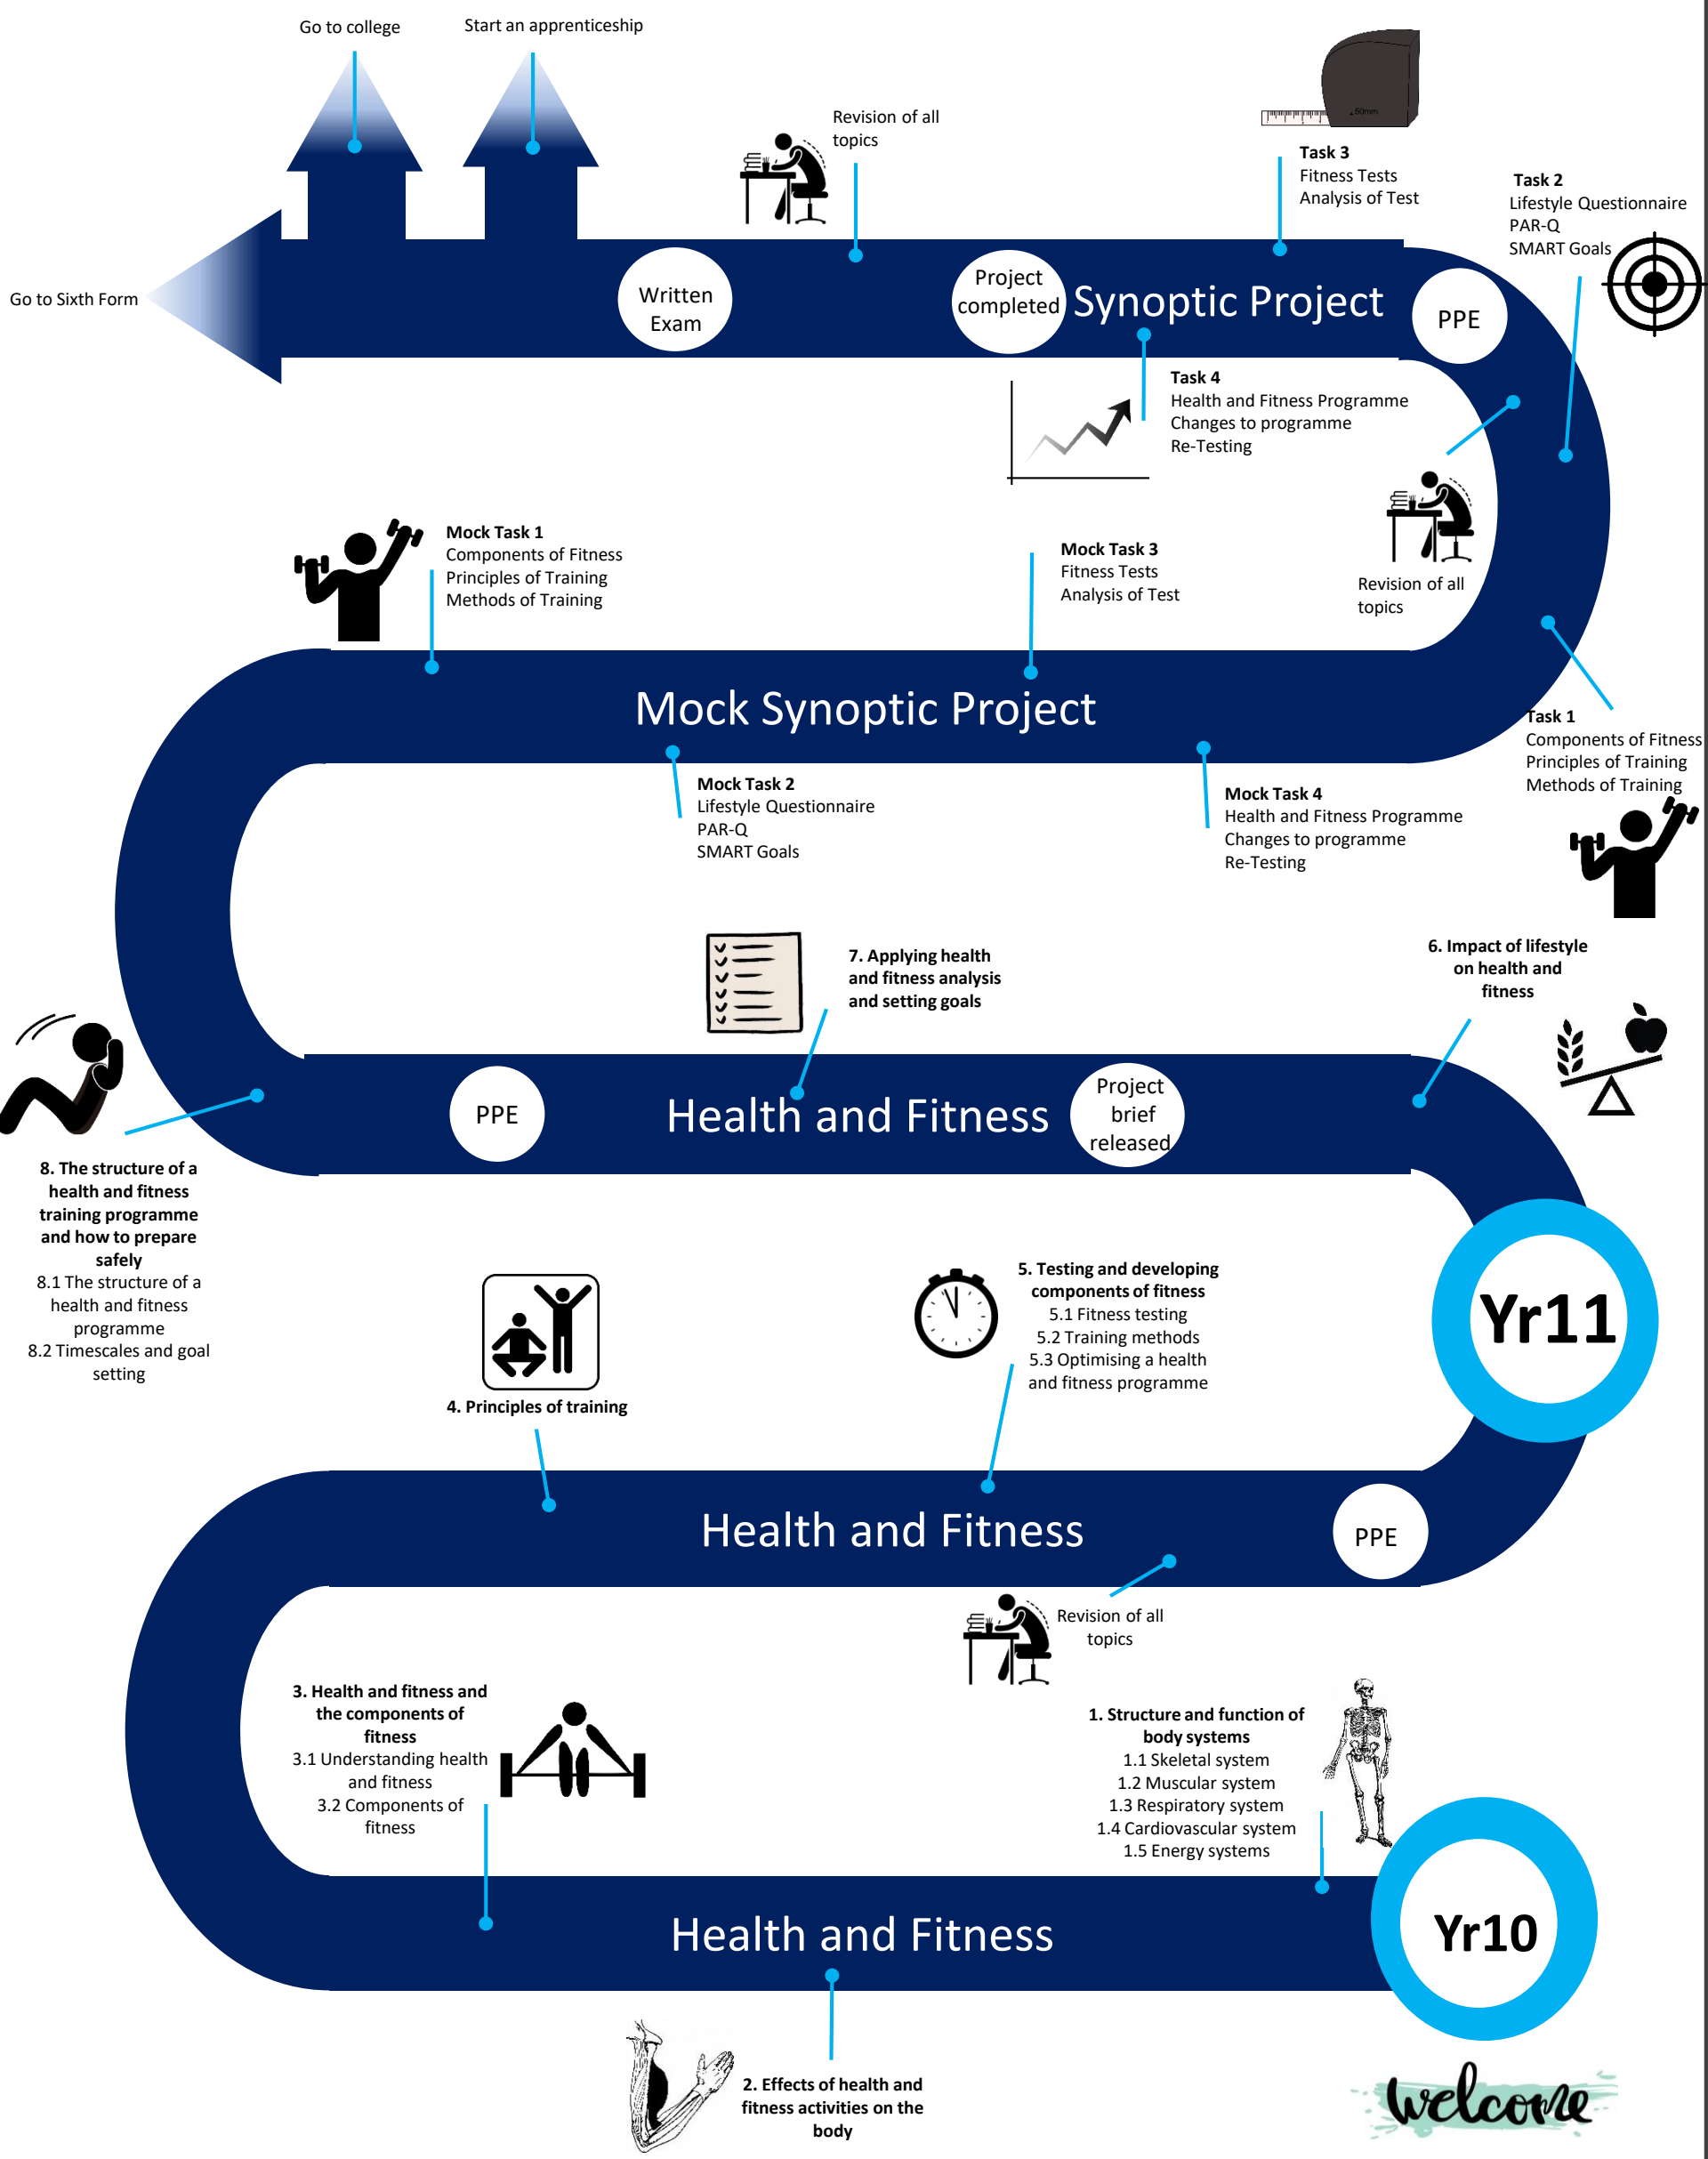 Go to college
Start an apprenticeship
Revision of all
topics
50mm
Task 3
Fitness Tests
Analysis of Test
Task 2
Lifestyle Questionnaire
PAR-Q
SMART Goals
Go to Sixth Form
Written
Exam
Project
completed
Synoptic Project
PPE
Task 4
Health and Fitness Programme
Changes to programme
Re-Testing
Revision of all
topics
Mock Task 1
Components of Fitness
Principles of Training
Methods of Training
Mock Task 3
Fitness Tests
Analysis of Test
Mock Synoptic Project
Task 1
Components of Fitness
Principles of Training
Methods of Training
Mock Task 2
Lifestyle Questionnaire
PAR-Q
SMART Goals
Mock Task 4
Health and Fitness Programme
Changes to programme
Re-Testing
7. Applying health
and fitness analysis
and setting goals
6. Impact of lifestyle
on health and
fitness
PPE
Health and Fitness
Project
brief
released
8. The structure of a
health and fitness
training programme
and how to prepare
safely
8.1 The structure of a
health and fitness
programme
8.2 Timescales and goal
setting
Yr11
4. Principles of training
5. Testing and developing
components of fitness
5.1 Fitness testing
5.2 Training methods
5.3 Optimising a health
and fitness programme
Health and Fitness
PPE
Revision of all
topics
3. Health and fitness and
the components of
fitness
3.1 Understanding health
and fitness
3.2 Components of
fitness
1. Structure and function of
body systems
1.1 Skeletal system
1.2 Muscular system
1.3 Respiratory system
1.4 Cardiovascular system
1.5 Energy systems
Health and Fitness
Yr10
2. Effects of health and
fitness activities on the
body
welcome